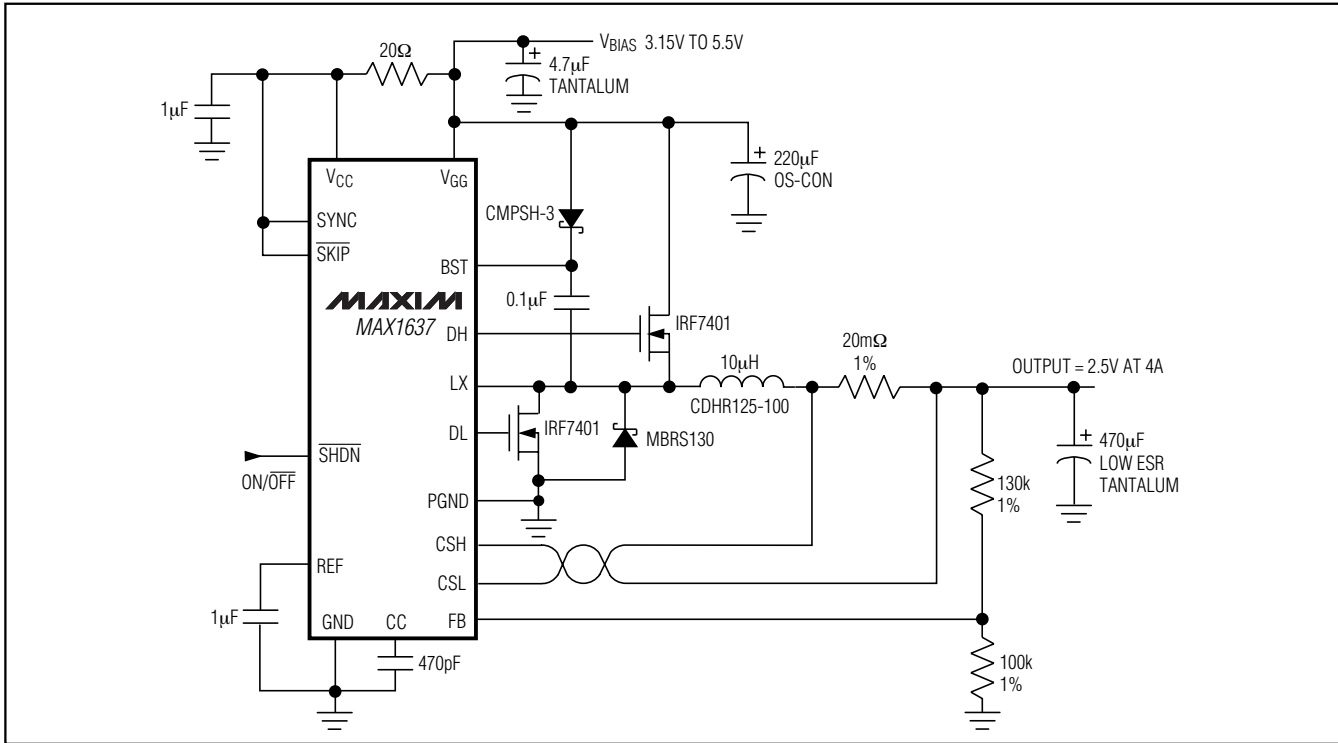 VBIAS 3.15V TO 5.5V
20Ω
4.7µF
TANTALUM
1µF
220µF
OS-CON
VCC
VGG
SYNC
SKIP
CMPSH-3
BST
0.1µF
MAXIM
MAX1637
DH
IRF7401
20mΩ
1%
10µH
OUTPUT = 2.5V AT 4A
LX
CDHR125-100
DL
IRF7401
MBRS130
470µF
LOW ESR
TANTALUM
SHDN
ON/OFF
130k
1%
PGND
CSH
CSL
REF
1µF
GND
CC
FB
470pF
100k
1%